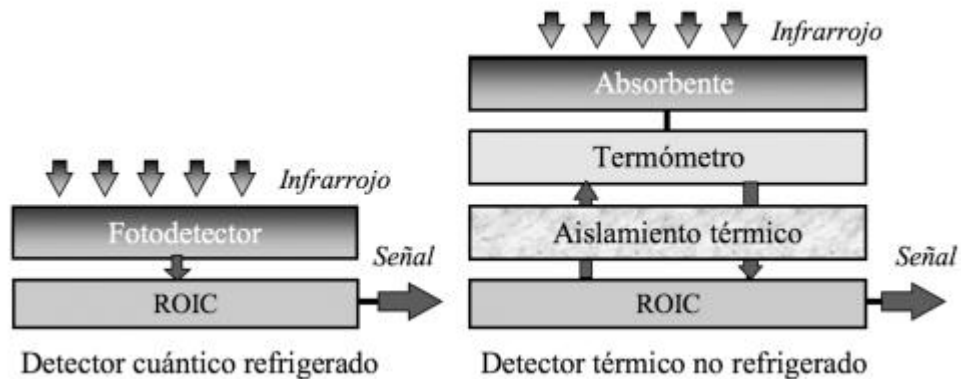 Infrarrojo
Fotodetector
Señal
ROIC
Detector cuántico refrigerado
Infrarrojo
Absorbente
Termómetro
Aislamiento térmico
Señal
ROIC
Detector térmico no refrigerado